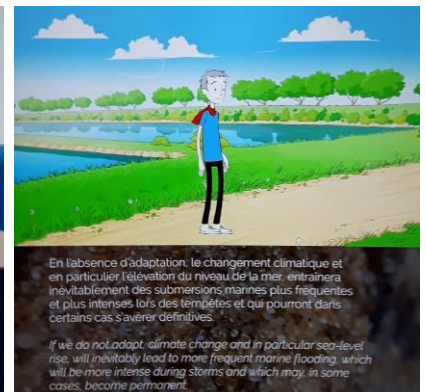 En l'absence d'adaptation, le changement climatique et
en particulier l'élévation du niveau de la mer, entraînera
inévitablement des submersions marines plus fréquentes
et plus intenses lors des tempêtes et qui pourront dans
certains cas s'avérer définitives.
If we do not adapt, climate change and in particular sea-level
rise, will inevitably lead to more frequent marine flooding, which
will be more intense during storms and which may, in some
cases, become permanent.